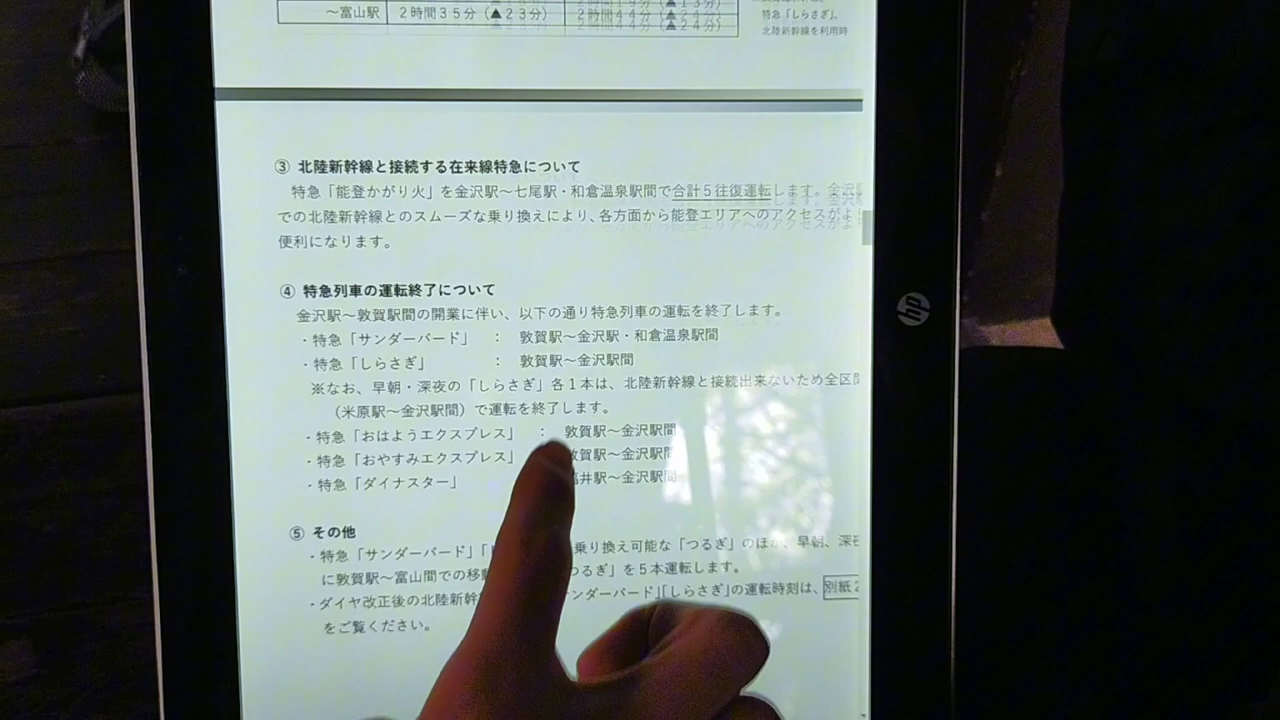 ～富山駅 2時間35分（▲23分） 2時間44分（▲24分）
特急「しらさぎ」、
北陸新幹線を利用時
③ 北陸新幹線と接続する在来線特急について
特急「能登かがり火」を金沢駅～七尾駅・和倉温泉駅間で合計5往復運転します。金沢駅
での北陸新幹線とのスムーズな乗り換えにより、各方面から能登エリアへのアクセスがよ
便利になります。
④ 特急列車の運転終了について
金沢駅～敦賀駅間の開業に伴い、以下の通り特急列車の運転を終了します。
・特急「サンダーバード」 ： 敦賀駅～金沢駅・和倉温泉駅間
・特急「しらさぎ」 ： 敦賀駅～金沢駅間
※なお、早朝・深夜の「しらさぎ」各1本は、北陸新幹線と接続出来ないため全区間
（米原駅～金沢駅間）で運転を終了します。
・特急「おはようエクスプレス」 ： 敦賀駅～金沢駅間
・特急「おやすみエクスプレス」 敦賀駅～金沢駅間
・特急「ダイナスター」 井駅～金沢駅間
⑤ その他
・特急「サンダーバード」「 乗り換え可能な「つるぎ」のほか、早朝、深夜
に敦賀駅～富山間での移動 つるぎ」を5本運転します。
・ダイヤ改正後の北陸新幹 ンダーバード」「しらさぎ」の運転時刻は、別紙2
をご覧ください。
hp